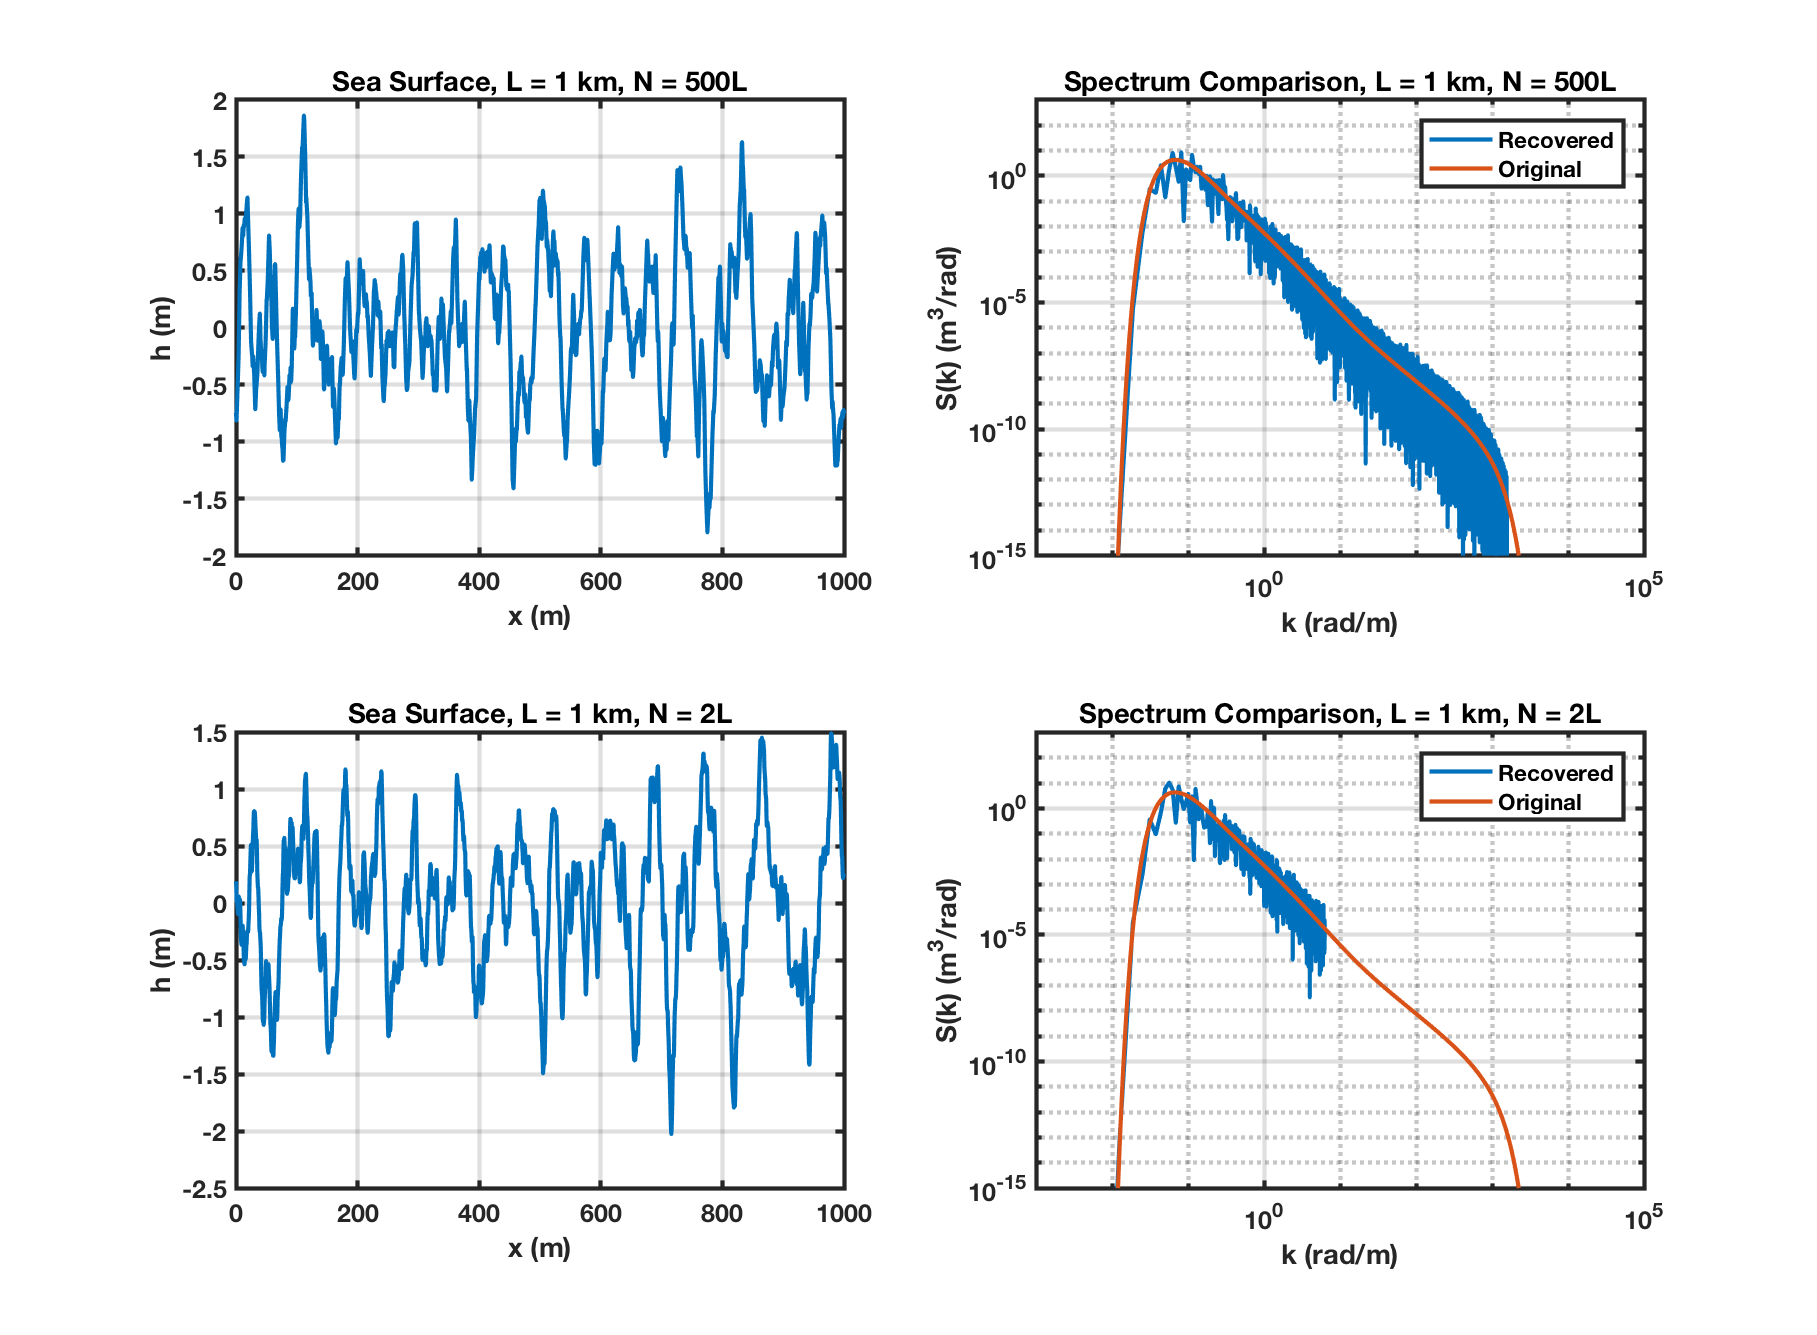 Sea Surface, L = 1 km, N = 500L
2
1.5
1
0.5
0
-0.5
-1
-1.5
-2
h (m)
0 200 400 600 800 1000
x (m)
Spectrum Comparison, L = 1 km, N = 500L
Recovered
Original
10^0
10^-5
10^-10
10^-15
S(k) (m^3/rad)
10^0 10^5
k (rad/m)
Sea Surface, L = 1 km, N = 2L
1.5
1
0.5
0
-0.5
-1
-1.5
-2
-2.5
h (m)
0 200 400 600 800 1000
x (m)
Spectrum Comparison, L = 1 km, N = 2L
Recovered
Original
10^0
10^-5
10^-10
10^-15
S(k) (m^3/rad)
10^0 10^5
k (rad/m)